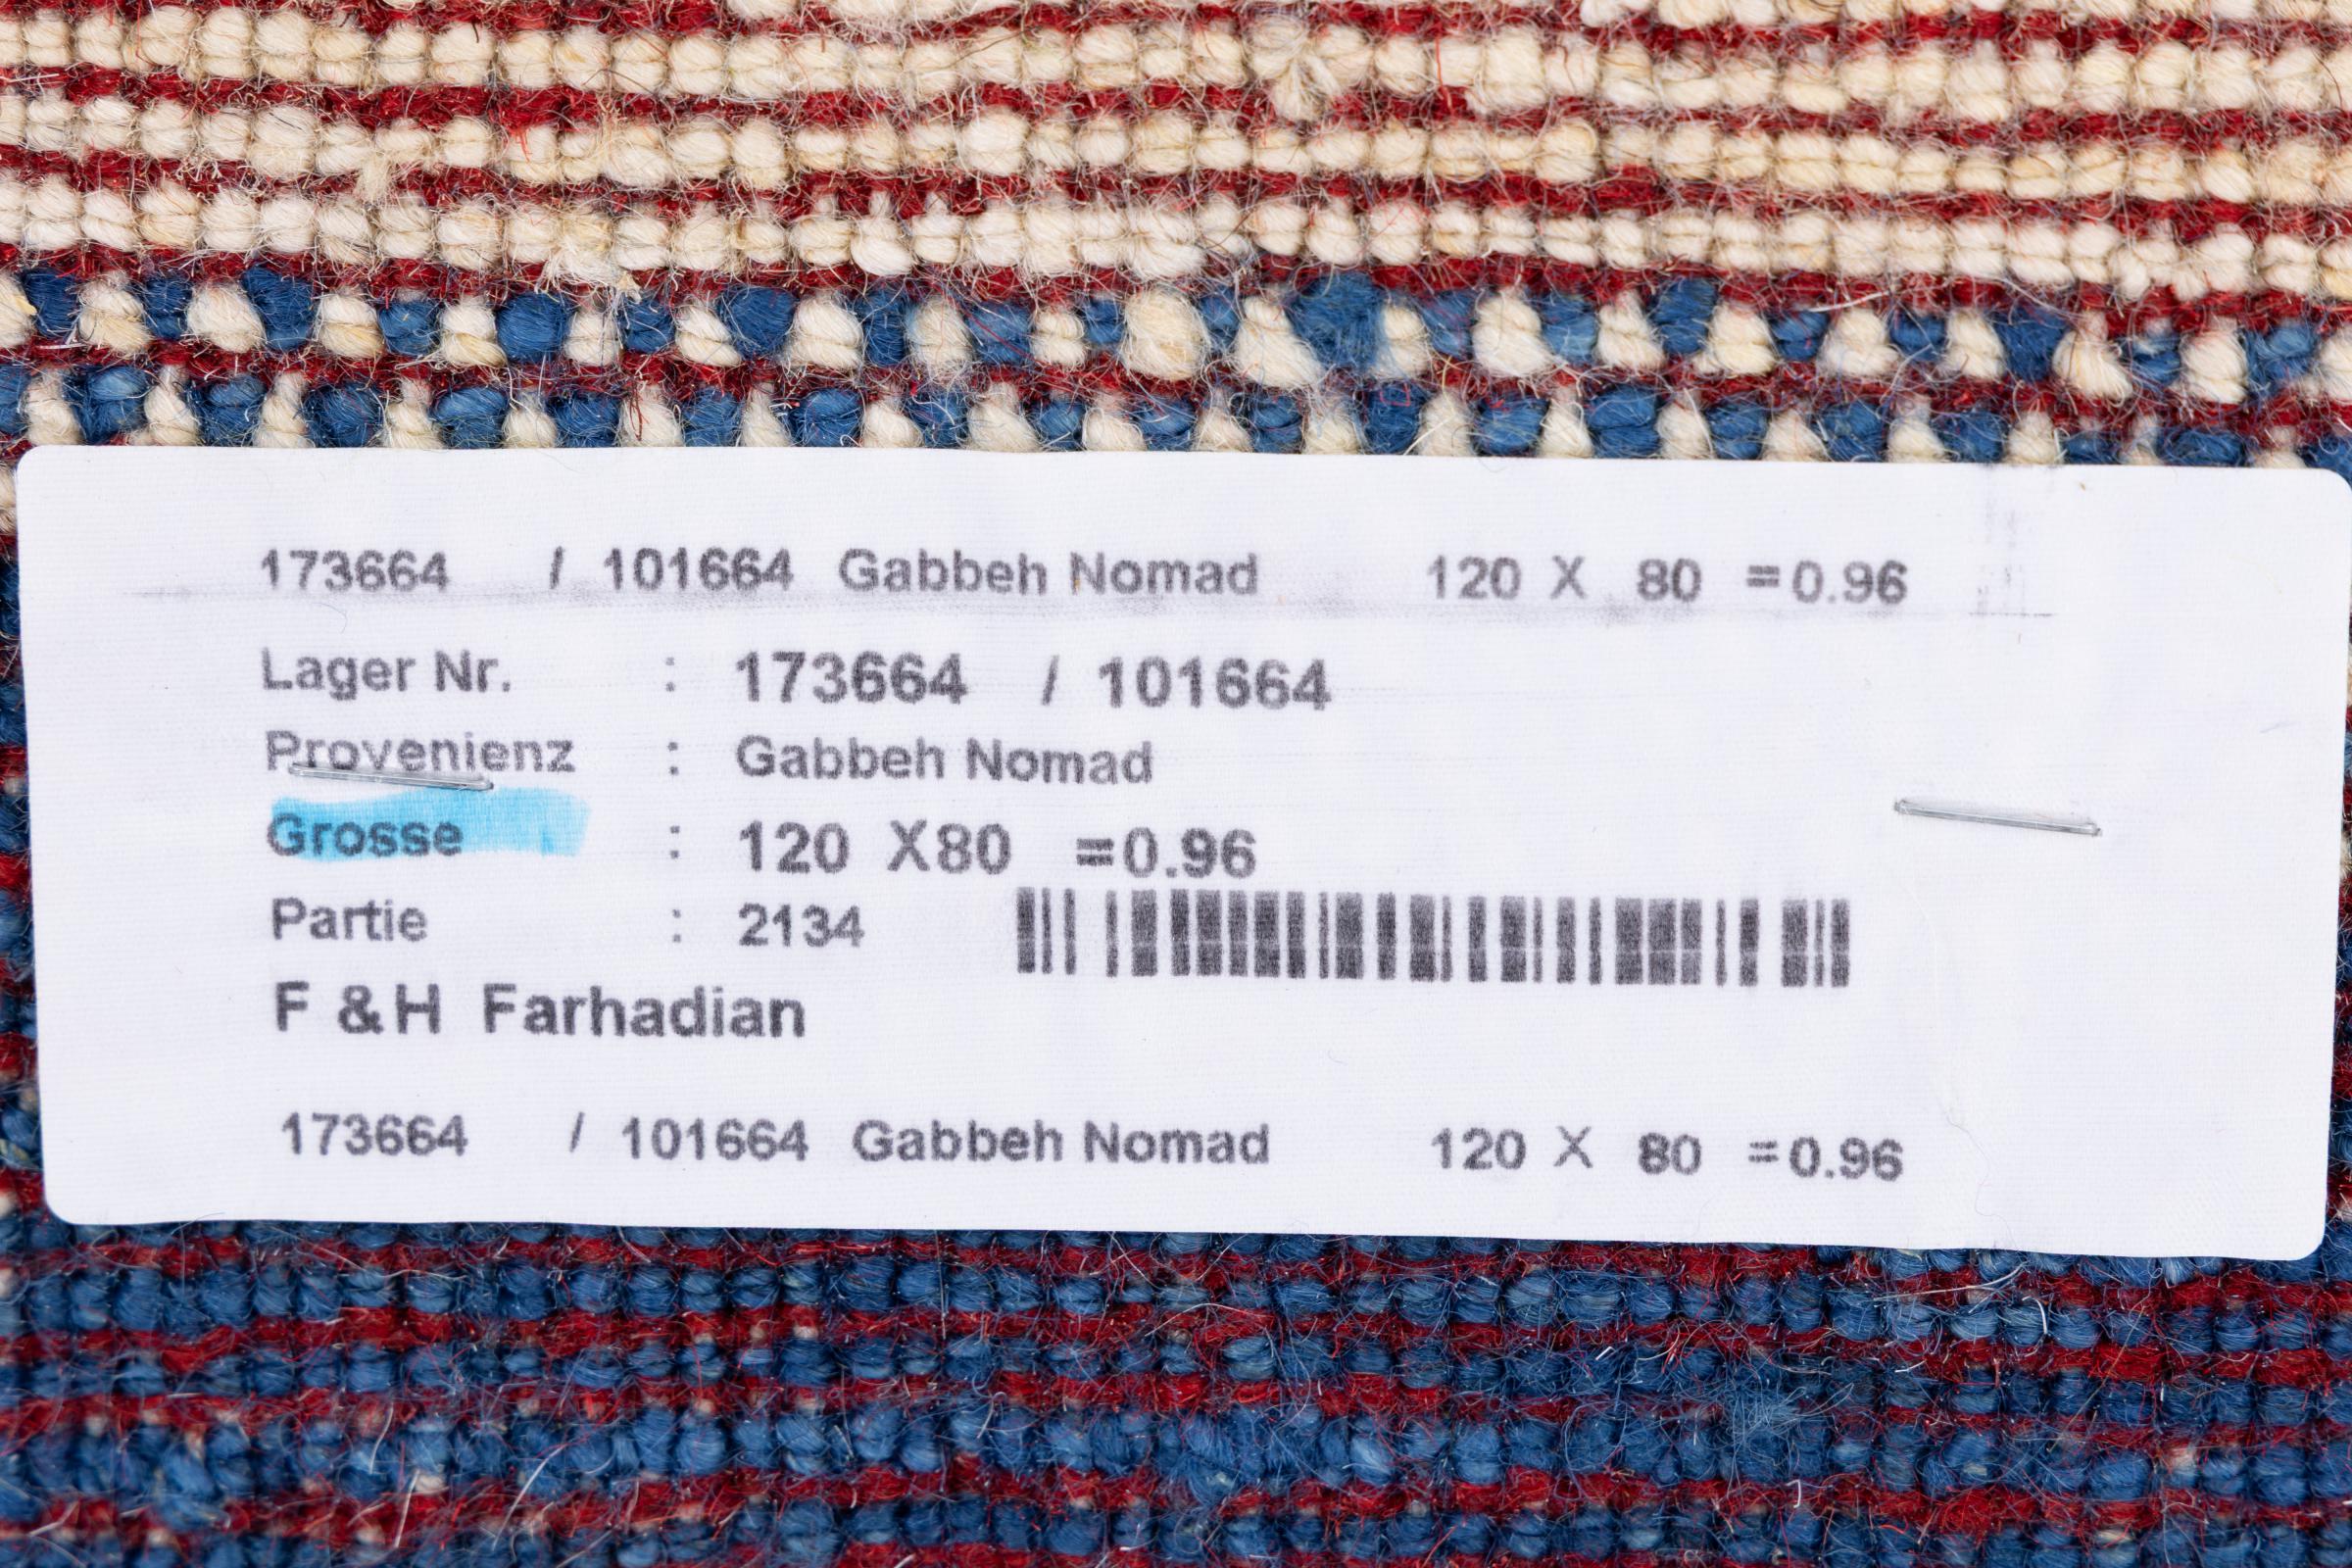 173664 / 101664 Gabbeh Nomad 120 X 80 =0.96
Lager Nr. : 173664 / 101664
Provenienz : Gabbeh Nomad
Grosse : 120 X80 =0.96
Partie : 2134
F &H Farhadian
173664 / 101664 Gabbeh Nomad 120 X 80 =0.96